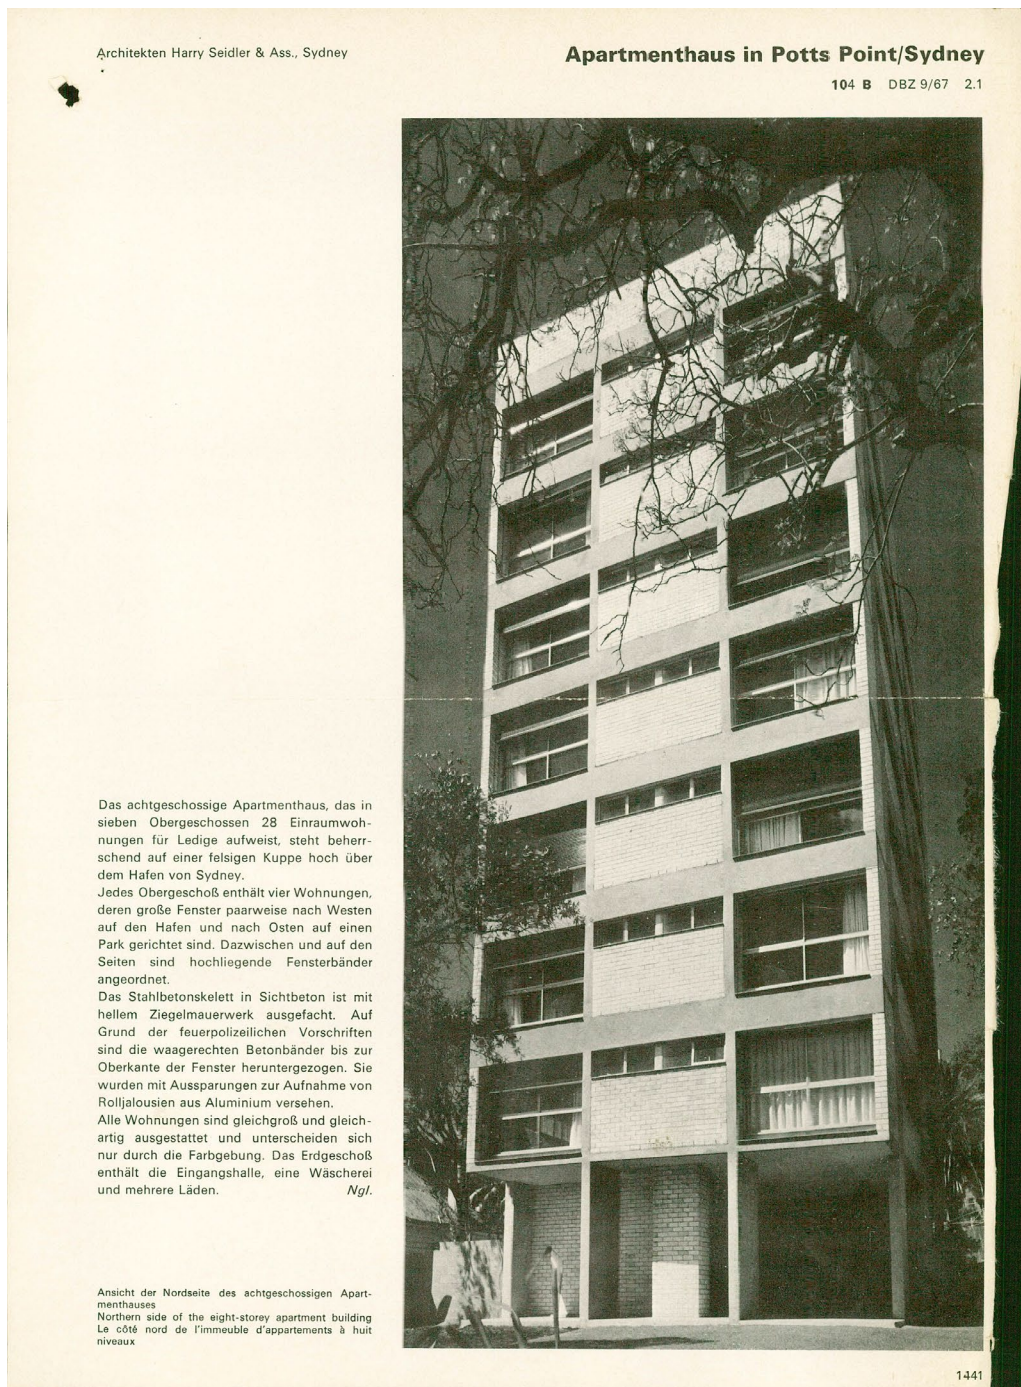 Architekten Harry Seidler & Ass., Sydney
Apartmenthaus in Potts Point/Sydney
104 B DBZ 9/67 2.1
Das achtgeschossige Apartmenthaus, das in
sieben Obergeschossen 28 Einraumwoh-
nungen für Ledige aufweist, steht beherr-
schend auf einer felsigen Kuppe hoch über
dem Hafen von Sydney.
Jedes Obergeschoß enthält vier Wohnungen,
deren große Fenster paarweise nach Westen
auf den Hafen und nach Osten auf einen
Park gerichtet sind. Dazwischen und auf den
Seiten sind hochliegende Fensterbänder
angeordnet.
Das Stahlbetonskelett in Sichtbeton ist mit
hellem Ziegelmauerwerk ausgefacht. Auf
Grund der feuerpolizeilichen Vorschriften
sind die waagerechten Betonbänder bis zur
Oberkante der Fenster heruntergezogen. Sie
wurden mit Aussparungen zur Aufnahme von
Rolljalousien aus Aluminium versehen.
Alle Wohnungen sind gleichgroß und gleich-
artig ausgestattet und unterscheiden sich
nur durch die Farbgebung. Das Erdgeschoß
enthält die Eingangshalle, eine Wäscherei
und mehrere Läden. Ngl.
Ansicht der Nordseite des achtgeschossigen Apart-
menthauses
Northern side of the eight-storey apartment building
Le côté nord de l'immeuble d'appartements à huit
niveaux
1441